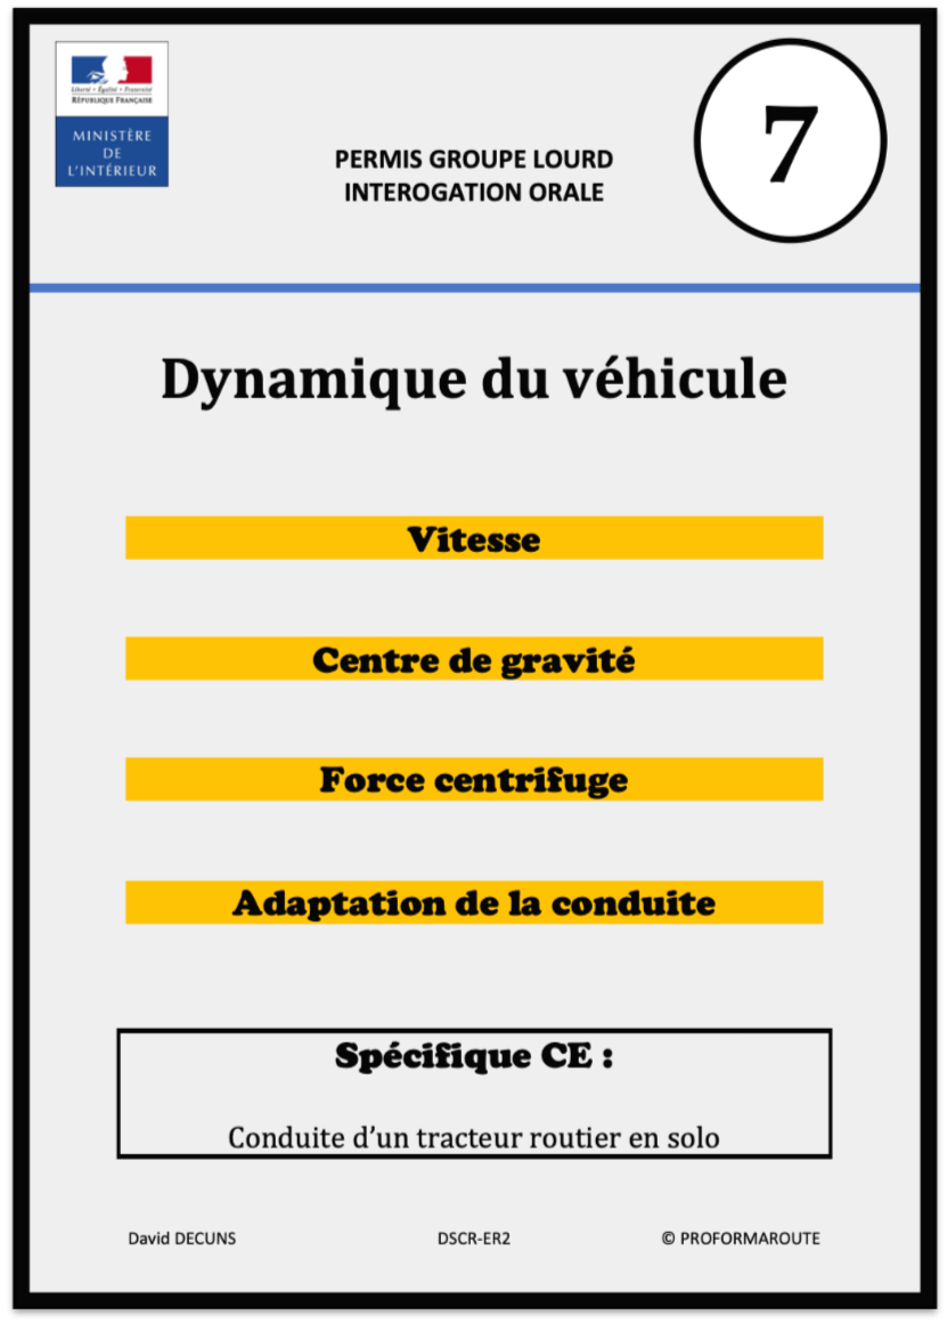 Liberté • Égalité • Fraternité
RÉPUBLIQUE FRANÇAISE
MINISTÈRE
DE
L'INTÉRIEUR
PERMIS GROUPE LOURD
INTEROGATION ORALE
7
Dynamique du véhicule
Vitesse
Centre de gravité
Force centrifuge
Adaptation de la conduite
Spécifique CE :
Conduite d’un tracteur routier en solo
David DECUNS
DSCR-ER2
© PROFORMAROUTE